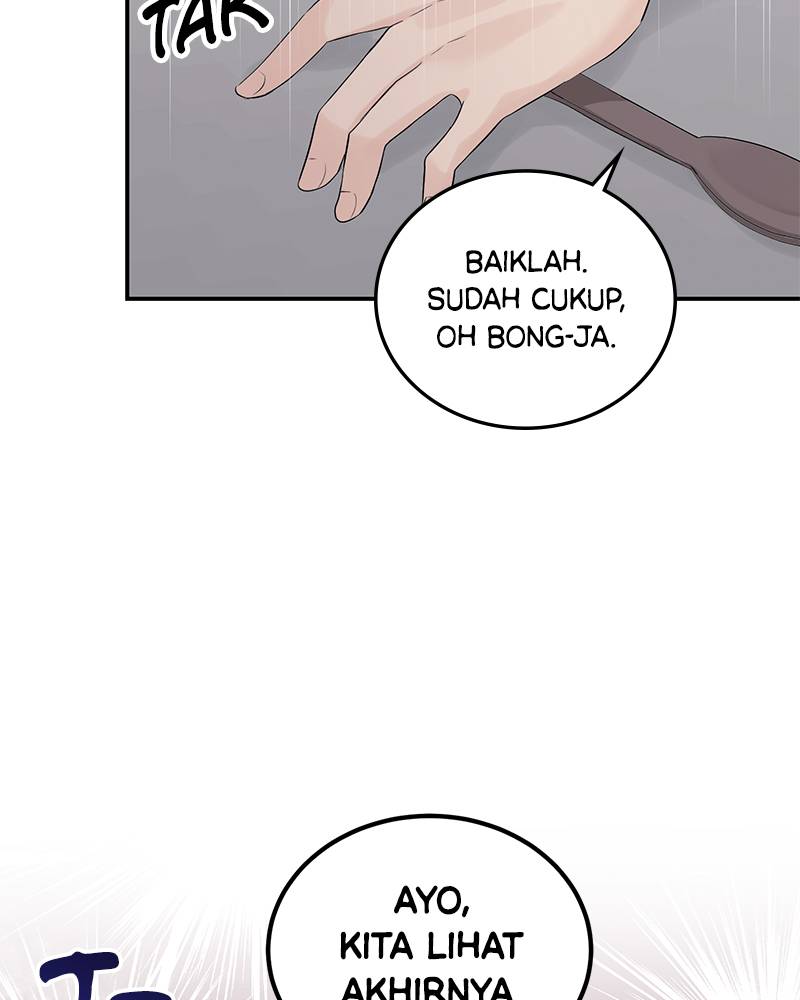 TAK
BAIKLAH.
SUDAH CUKUP,
OH BONG-JA.
AYO,
KITA LIHAT
AKHIRNYA